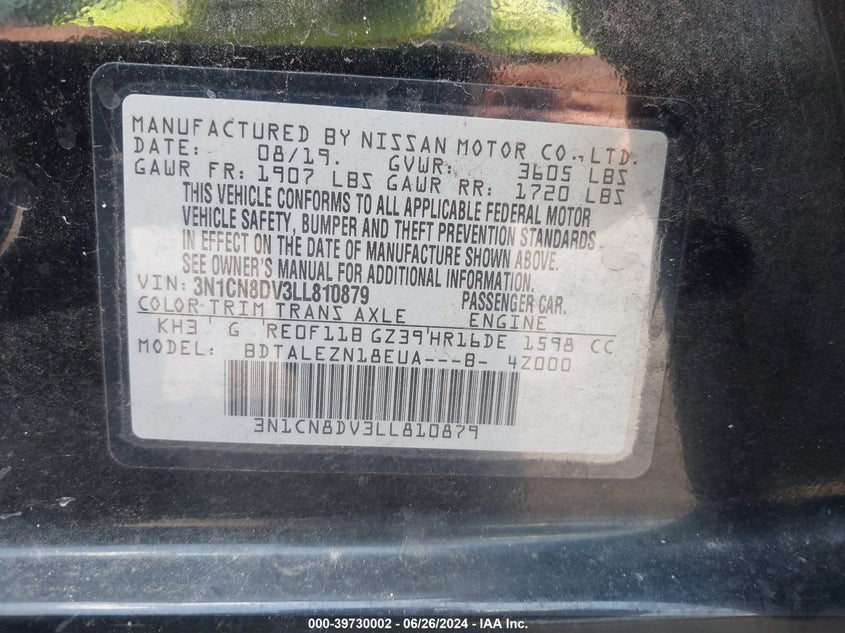 MANUFACTURED BY NISSAN MOTOR CO., LTD.
DATE: 08/19. GVWR: 3605 LBS
GAWR FR: 1907 LBS GAWR RR: 1720 LBS
THIS VEHICLE CONFORMS TO ALL APPLICABLE FEDERAL MOTOR
VEHICLE SAFETY, BUMPER AND THEFT PREVENTION STANDARDS
IN EFFECT ON THE DATE OF MANUFACTURE SHOWN ABOVE.
SEE OWNER'S MANUAL FOR ADDITIONAL INFORMATION.
VIN: 3N1CN8DV3LL810879 PASSENGER CAR.
COLOR TRIM TRANS AXLE ENGINE
KH3 G RE0F11B GZ39 HR16DE 1598 CC
MODEL: BDTALEZN18EUA---B- 4Z000
3N1CN8DV3LL810879
000-39730002 - 06/26/2024 - IAA Inc.